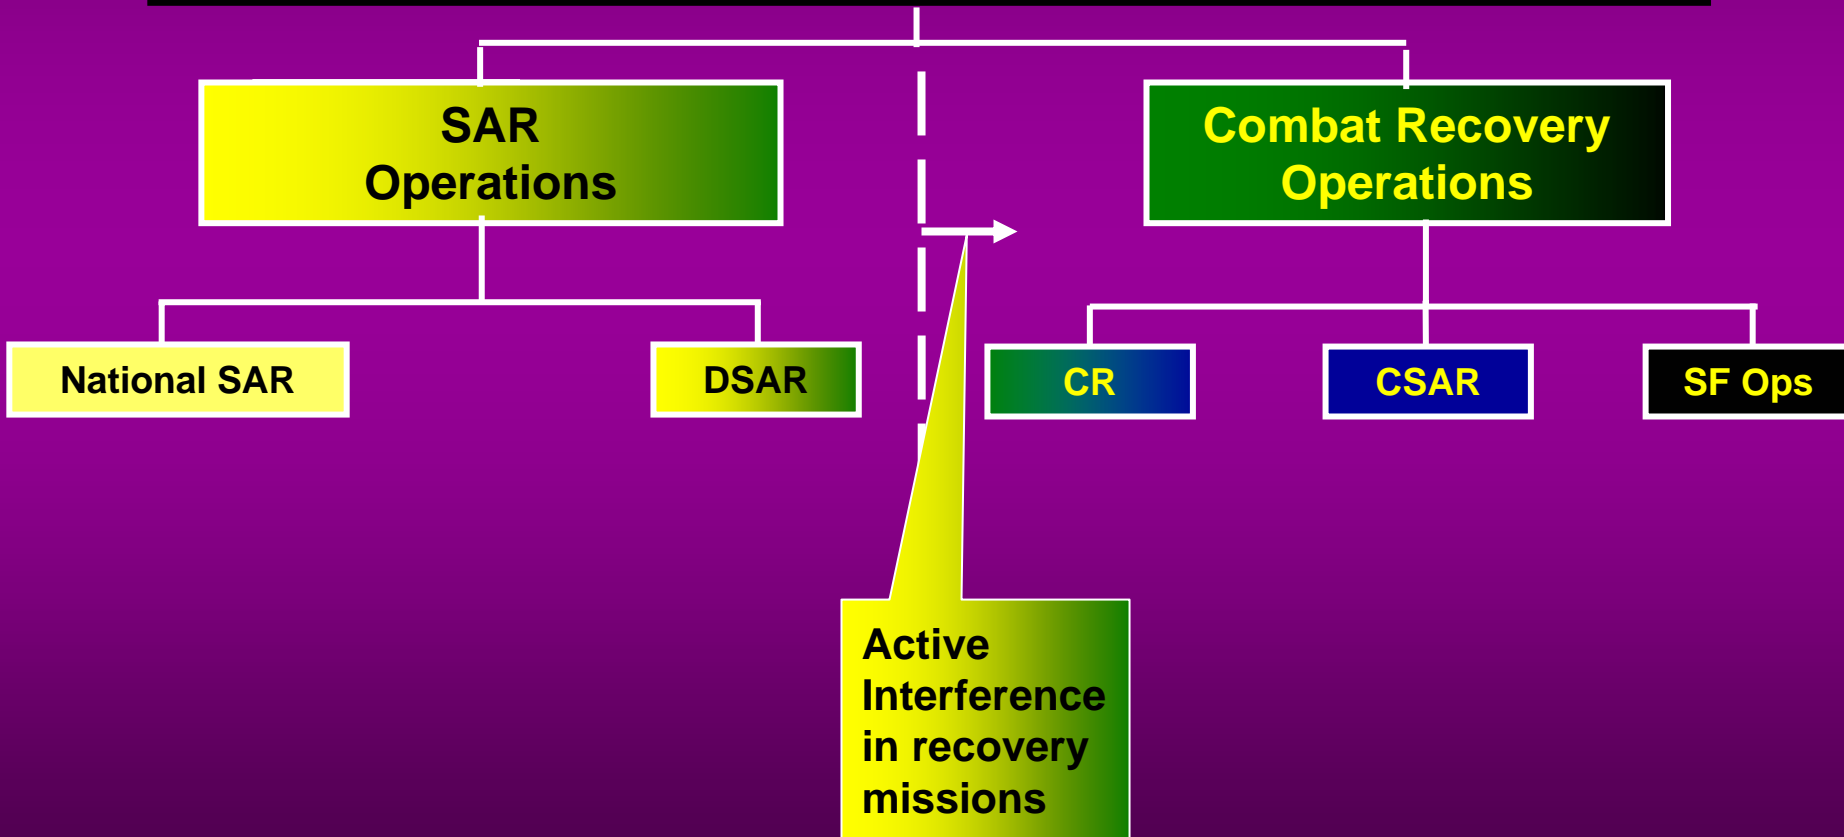 SAR
Operations
Combat Recovery
Operations
National SAR
DSAR
CR
CSAR
SF Ops
Active
Interference
in recovery
missions